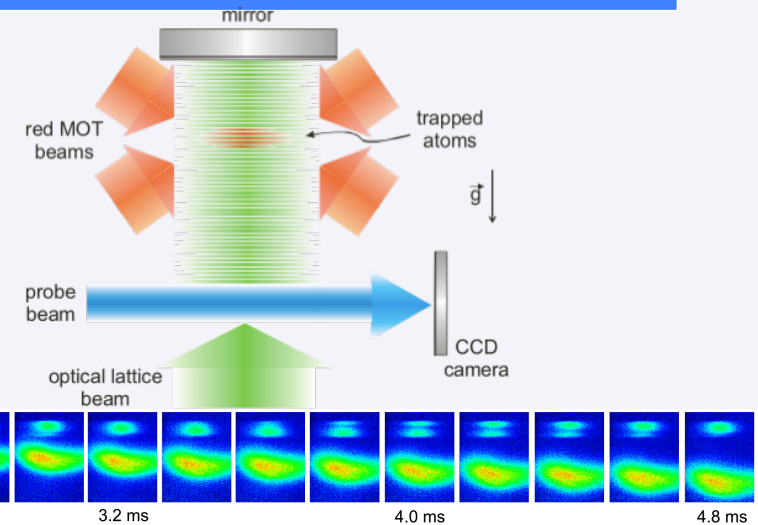 mirror
red MOT
beams
trapped
atoms
g
probe
beam
CCD
camera
optical lattice
beam
3.2 ms
4.0 ms
4.8 ms